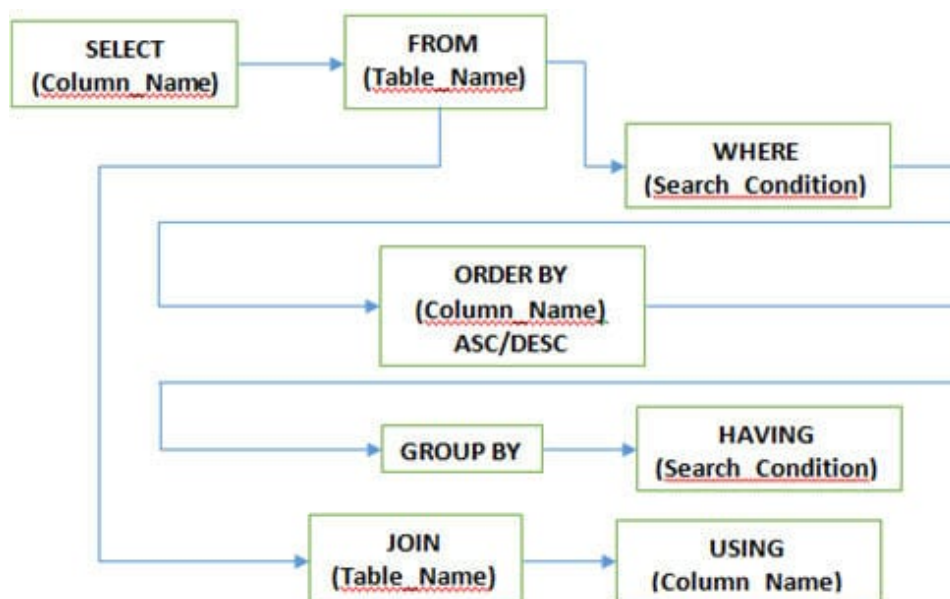 SELECT
(Column_Name)
FROM
(Table_Name)
WHERE
(Search_Condition)
ORDER BY
(Column_Name)
ASC/DESC
GROUP BY
HAVING
(Search_Condition)
JOIN
(Table_Name)
USING
(Column_Name)